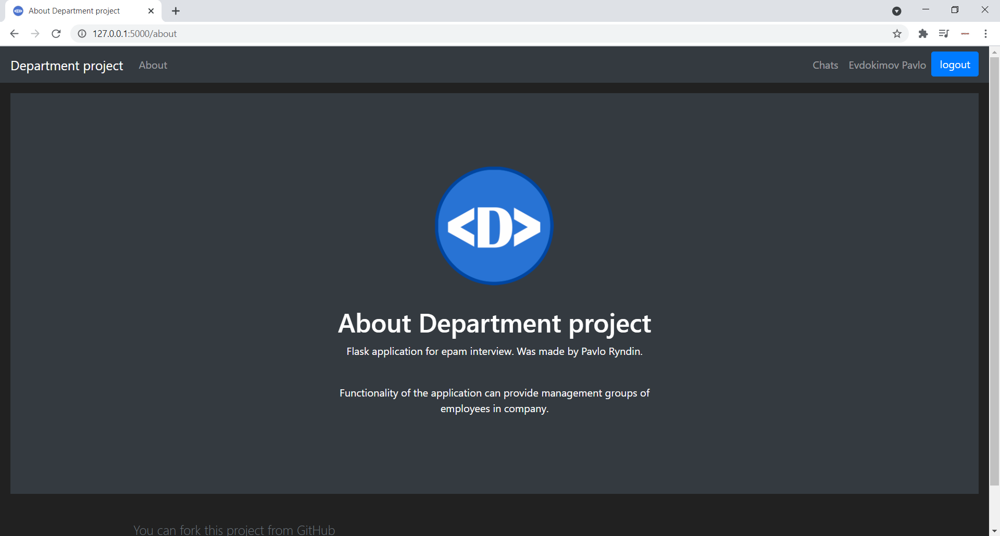 About Department project
127.0.0.1:5000/about
Department project About Chats Evdokimov Pavlo logout
<D>
About Department project
Flask application for epam interview. Was made by Pavlo Ryndin.
Functionality of the application can provide management groups of
employees in company.
You can fork this project from GitHub